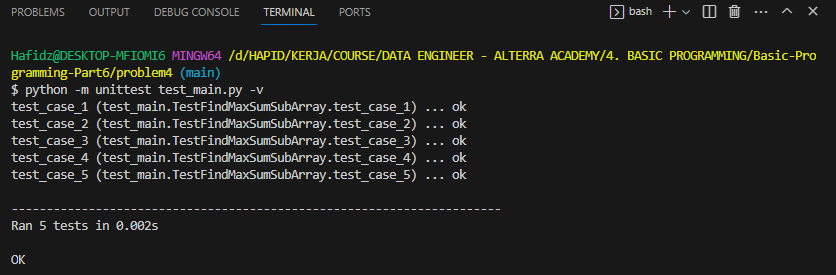 PROBLEMS OUTPUT DEBUG CONSOLE TERMINAL PORTS bash
Hafidz@DESKTOP-MFIOMI6 MINGW64 /d/HAPID/KERJA/COURSE/DATA ENGINEER - ALTERRA ACADEMY/4. BASIC PROGRAMMING/Basic-Pro
gramming-Part6/problem4 (main)
$ python -m unittest test_main.py -v
test_case_1 (test_main.TestFindMaxSumSubArray.test_case_1) ... ok
test_case_2 (test_main.TestFindMaxSumSubArray.test_case_2) ... ok
test_case_3 (test_main.TestFindMaxSumSubArray.test_case_3) ... ok
test_case_4 (test_main.TestFindMaxSumSubArray.test_case_4) ... ok
test_case_5 (test_main.TestFindMaxSumSubArray.test_case_5) ... ok
----------------------------------------------------------------------
Ran 5 tests in 0.002s
OK